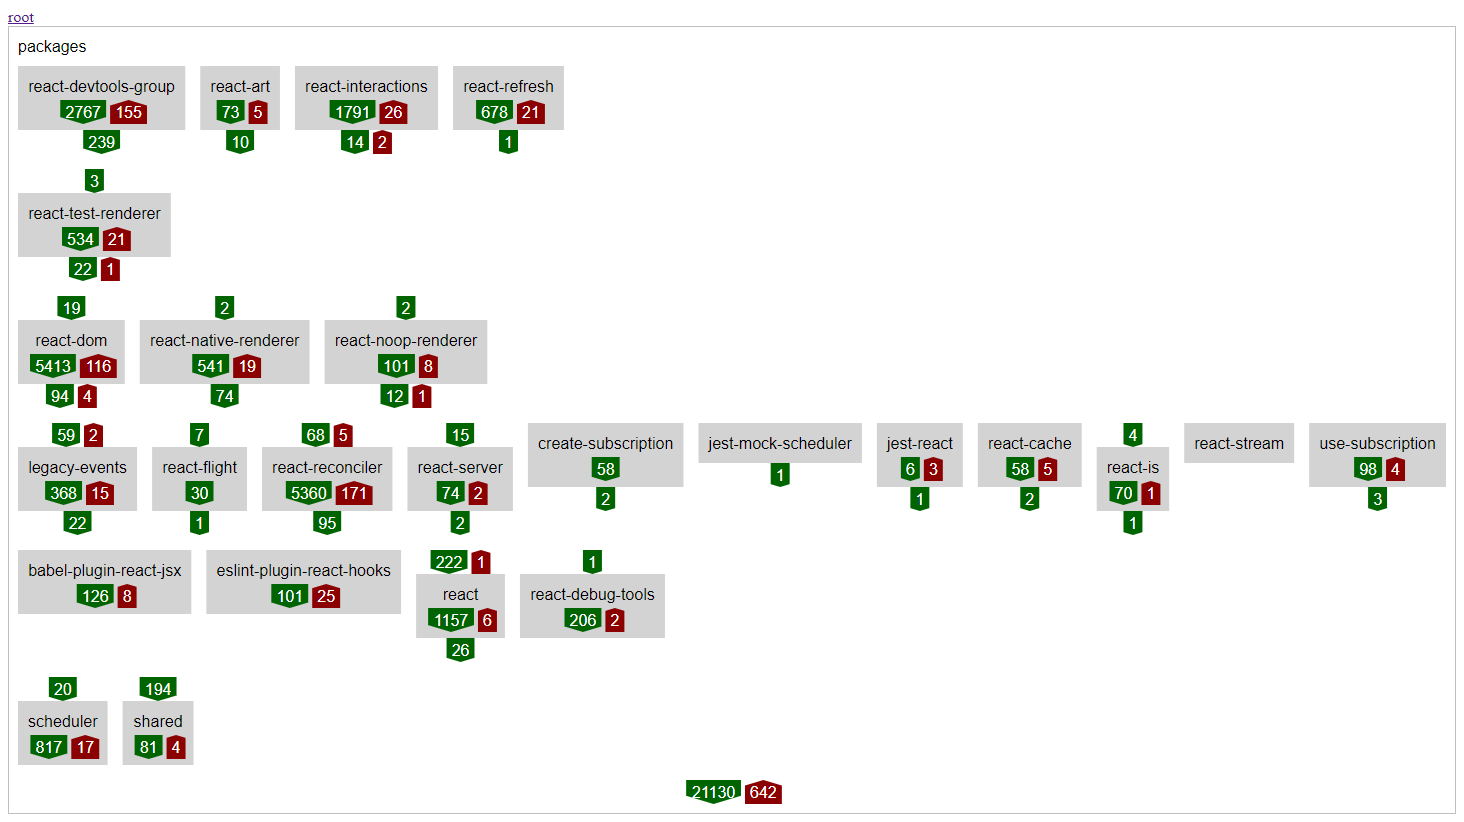 root
packages
react-devtools-group react-art react-interactions react-refresh
2767 155 73 5 1791 26 678 21
239 10 14 2 1
3
react-test-renderer
534 21
22 1
19 2 2
react-dom react-native-renderer react-noop-renderer
5413 116 541 19 101 8
94 4 74 12 1
59 2 7 68 5 15 4
create-subscription jest-mock-scheduler jest-react react-cache react-stream use-subscription
legacy-events react-flight react-reconciler react-server 58 6 3 58 5 react-is 98 4
368 15 30 5360 171 74 2 2 1 1 2 70 1 3
22 1 95 2 1
222 1 1
babel-plugin-react-jsx eslint-plugin-react-hooks
126 8 101 25 react react-debug-tools
1157 6 206 2
26
20 194
scheduler shared
817 17 81 4
21130 642